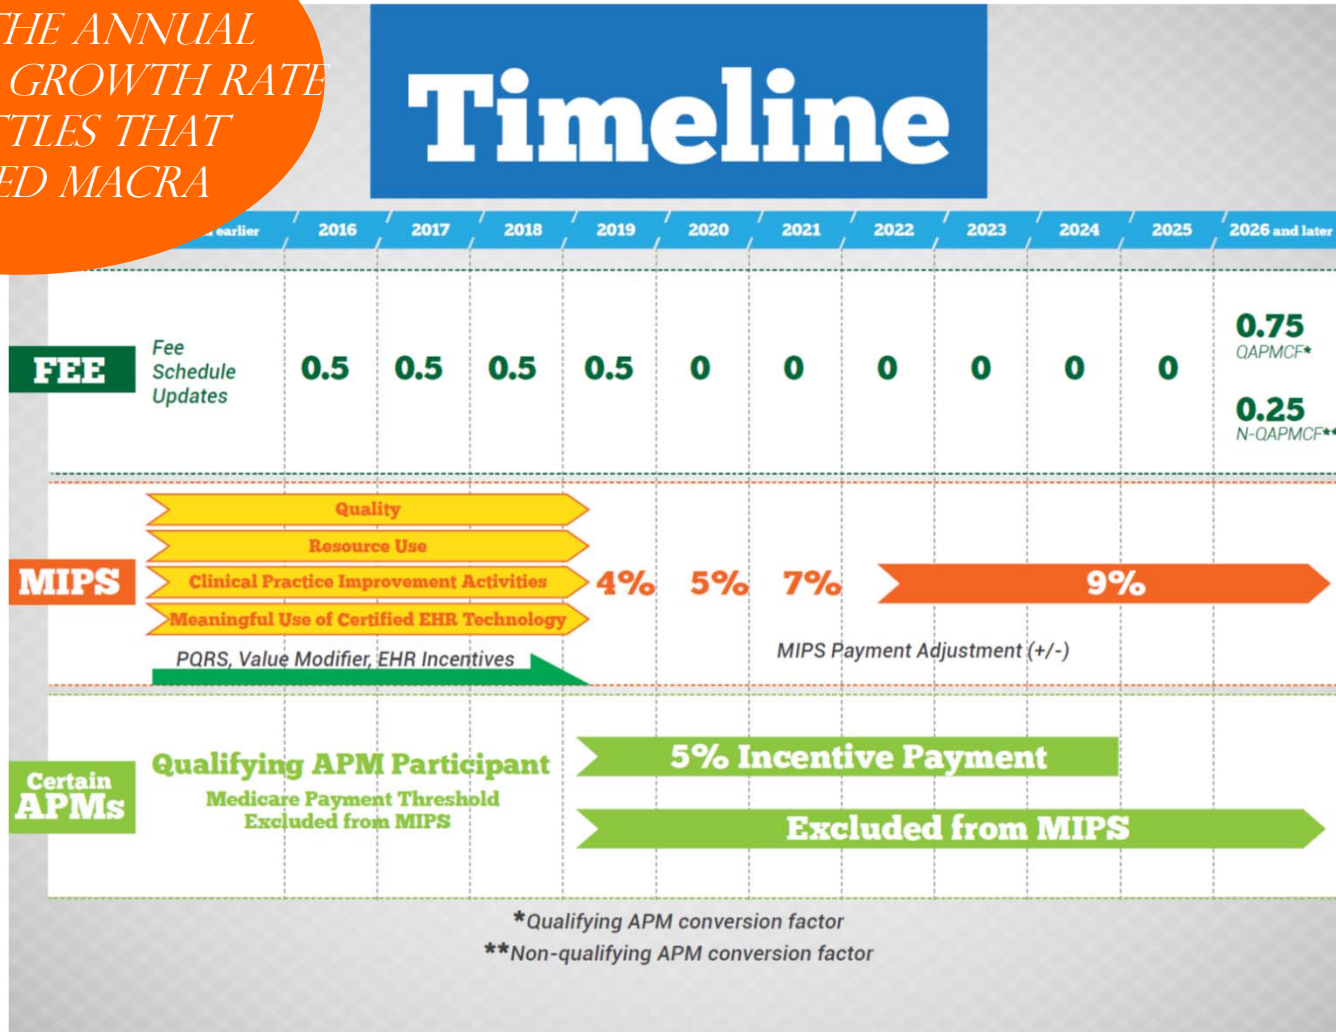 THE ANNUAL
GROWTH RATE
THAT
MACRA
Timeline
earlier 2016 2017 2018 2019 2020 2021 2022 2023 2024 2025 2026 and later
FEE
Fee
Schedule
Updates
0.5 0.5 0.5 0.5 0 0 0 0 0 0
0.75
QAPMCF*
0.25
N-QAPMCF**
MIPS
Quality
Resource Use
Clinical Practice Improvement Activities
Meaningful Use of Certified EHR Technology
PQRS, Value Modifier, EHR Incentives
4% 5% 7% 9%
MIPS Payment Adjustment (+/-)
Certain
APMs
Qualifying APM Participant
Medicare Payment Threshold
Excluded from MIPS
5% Incentive Payment
Excluded from MIPS
*Qualifying APM conversion factor
**Non-qualifying APM conversion factor